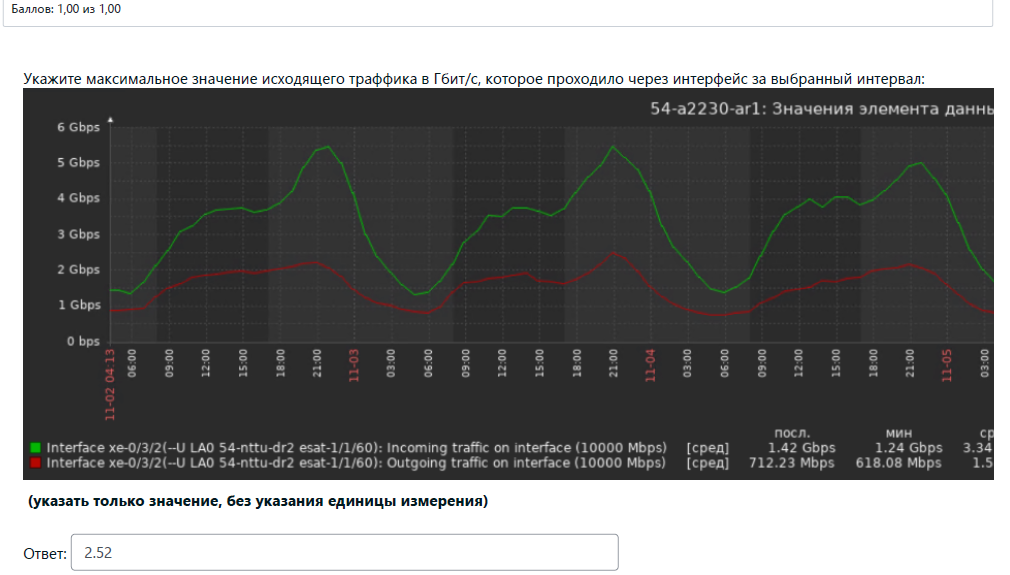 Баллов: 1,00 из 1,00
Укажите максимальное значение исходящего траффика в Гбит/с, которое проходило через интерфейс за выбранный интервал:
54-a2230-ar1: Значения элемента данны
6 Gbps
5 Gbps
4 Gbps
3 Gbps
2 Gbps
1 Gbps
0 bps
11-02 04:13 06:00 09:00 12:00 15:00 18:00 21:00 11-03 03:00 06:00 09:00 12:00 15:00 18:00 21:00 11-04 03:00 06:00 09:00 12:00 15:00 18:00 21:00 11-05 03:00
посл. мин ср
Interface xe-0/3/2(--U LA0 54-nttu-dr2 esat-1/1/60): Incoming traffic on interface (10000 Mbps) [сред] 1.42 Gbps 1.24 Gbps 3.34
Interface xe-0/3/2(--U LA0 54-nttu-dr2 esat-1/1/60): Outgoing traffic on interface (10000 Mbps) [сред] 712.23 Mbps 618.08 Mbps 1.5
(указать только значение, без указания единицы измерения)
Ответ: 2.52